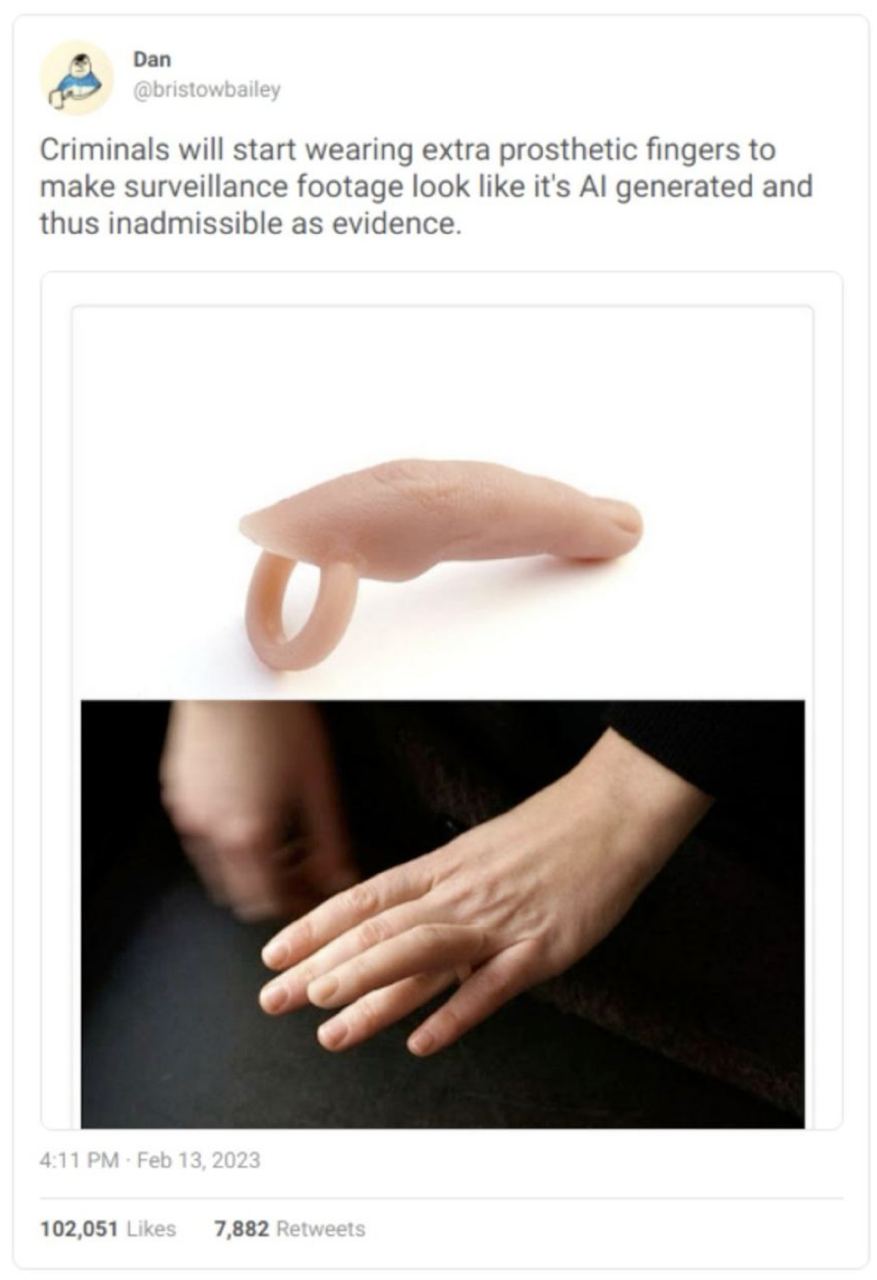 Dan
@bristowbailey
Criminals will start wearing extra prosthetic fingers to
make surveillance footage look like it's AI generated and
thus inadmissible as evidence.
4:11 PM · Feb 13, 2023
102,051 Likes 7,882 Retweets